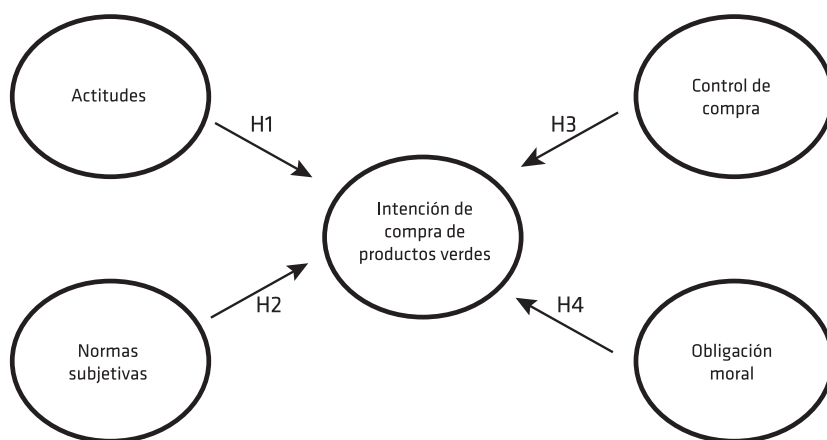 Actitudes
H1
H3
Control de
compra
Intención de
compra de
productos verdes
Normas
subjetivas
H2
H4
Obligación
moral